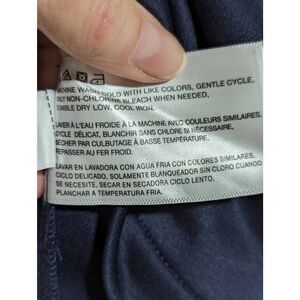 MACHINE WASH COLD WITH LIKE COLORS, GENTLE CYCLE,
ONLY NON-CHLORINE BLEACH WHEN NEEDED,
TUMBLE DRY LOW. COOL IRON.
LAVER À L'EAU FROIDE À LA MACHINE AVEC COULEURS SIMILAIRES,
CYCLE DÉLICAT, BLANCHIR SANS CHLORE SI NÉCESSAIRE,
SÉCHER PAR CULBUTAGE À BASSE TEMP.
REPASSER AU FER FROID.
LAVAR EN LAVADORA CON AGUA FRIA CON COLORES SIMILARES,
CICLO DELICADO, SOLAMENTE BLANQUEADOR SIN CLORO CUANDO
SE NECESITE, SECAR EN SECADORA CICLO LENTO.
PLANCHAR A TEMPERATURA FRIA.